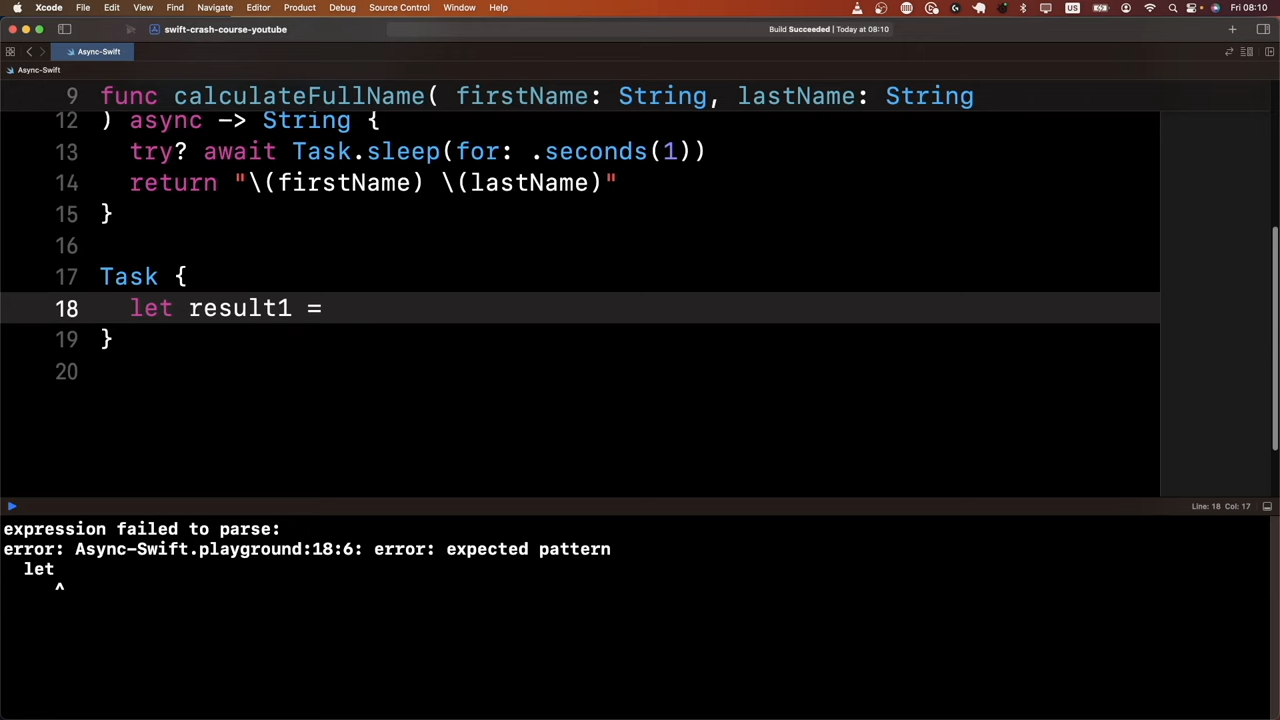 Xcode File Edit View Find Navigate Editor Product Debug Source Control Window Help Fri 08:10
swift-crash-course-youtube Build Succeeded | Today at 08:10
Async-Swift
Async-Swift
9 func calculateFullName( firstName: String, lastName: String
12 ) async -> String {
13 try? await Task.sleep(for: .seconds(1))
14 return "\(firstName) \(lastName)"
15 }
16
17 Task {
18 let result1 =
19 }
20
Line: 18 Col: 17
expression failed to parse:
error: Async-Swift.playground:18:6: error: expected pattern
let
^